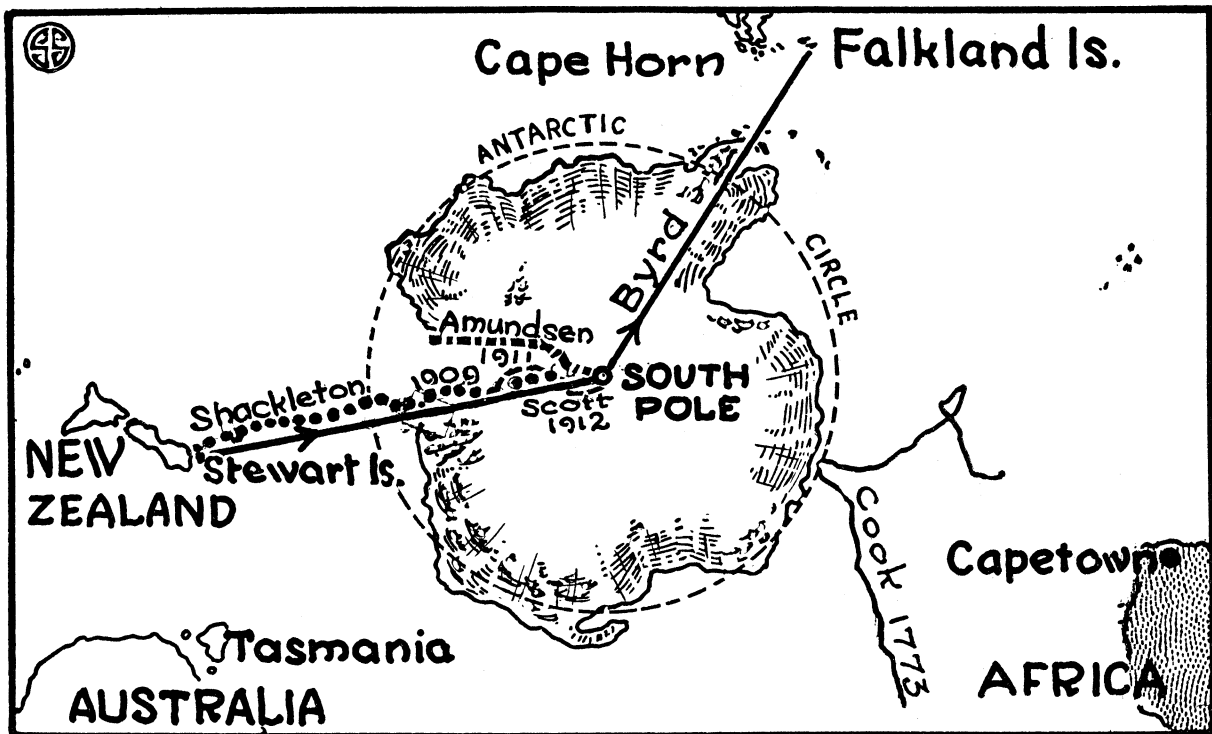 Cape Horn
Falkland Is.
ANTARCTIC
CIRCLE
Byrd
Amundsen
1911
1909
Shackleton
SOUTH
POLE
Scott
1912
NEW
ZEALAND
Stewart Is.
Cook 1773
Capetown
AFRICA
Tasmania
AUSTRALIA